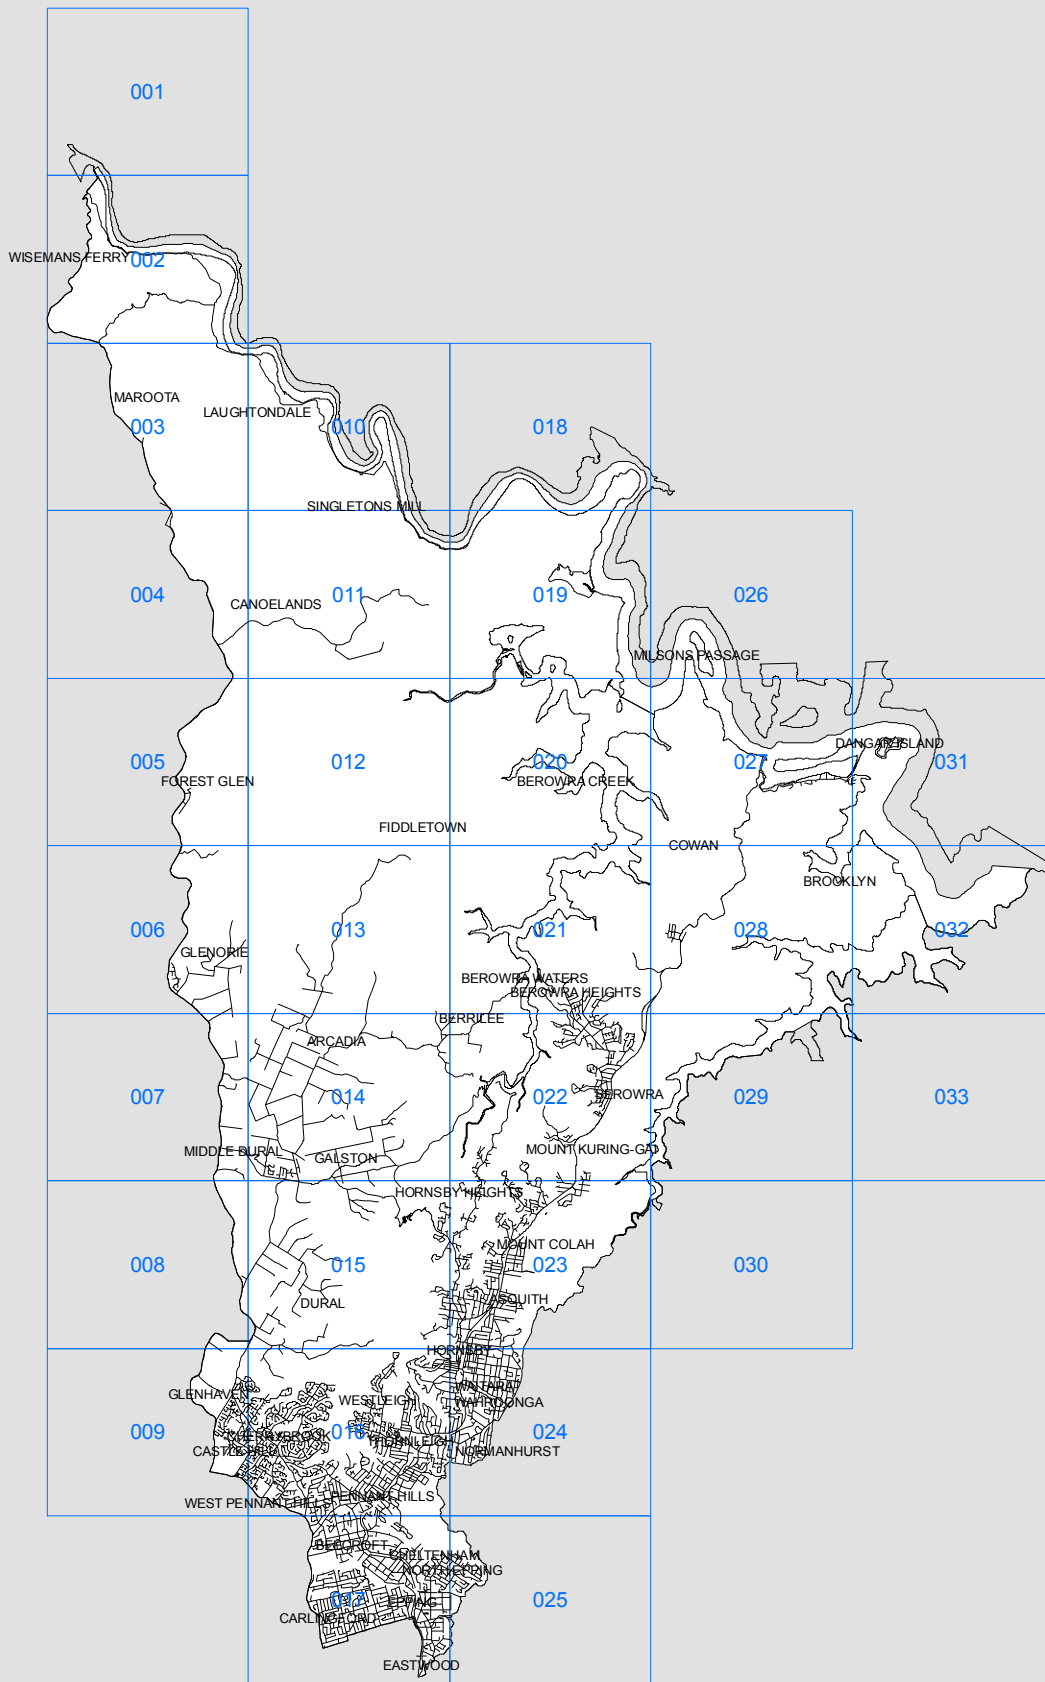 001
WISEMANS FERRY
002
MAROOTA
LAUGHTONDALE
003
010
018
SINGLETONS MILL
004
CANOELANDS
011
019
026
MILSONS PASSAGE
DANGAR ISLAND
005
012
020
027
031
FOREST GLEN
BEROWRA CREEK
FIDDLETOWN
COWAN
BROOKLYN
006
013
021
028
032
GLENORIE
BEROWRA WATERS
BEROWRA HEIGHTS
BERRILEE
ARCADIA
007
014
022
BEROWRA
029
033
MIDDLE DURAL
GALSTON
MOUNT KURING-GAI
HORNSBY HEIGHTS
MOUNT COLAH
008
015
023
030
DURAL
ASQUITH
HORNSBY
GLENHAVEN
WESTLEIGH
WAITARA
WAHROONGA
009
CHERRYBROOK
016
THORNLEIGH
024
CASTLE HILL
NORMANHURST
WEST PENNANT HILLS
PENNANT HILLS
BEECROFT
CHELTENHAM
NORTH EPPING
017
EPPING
025
CARLINGFORD
EASTWOOD